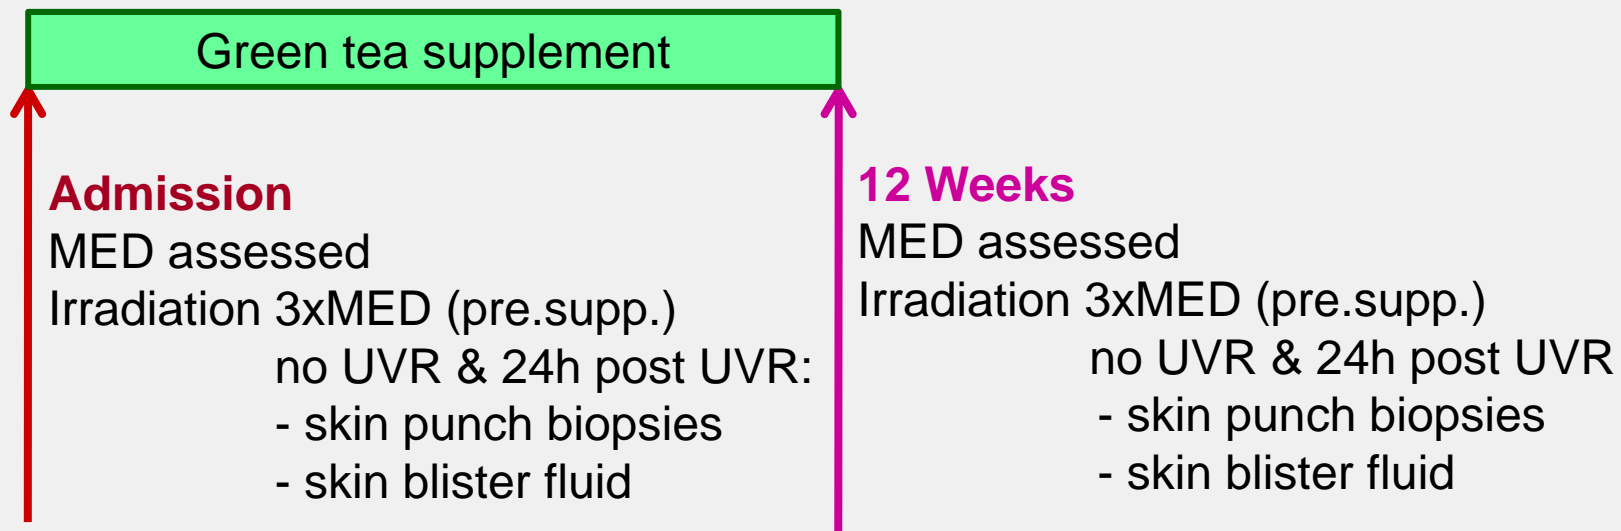 Green tea supplement
Admission
MED assessed
Irradiation 3xMED (pre.supp.)
no UVR & 24h post UVR:
- skin punch biopsies
- skin blister fluid
12 Weeks
MED assessed
Irradiation 3xMED (pre.supp.)
no UVR & 24h post UVR
- skin punch biopsies
- skin blister fluid